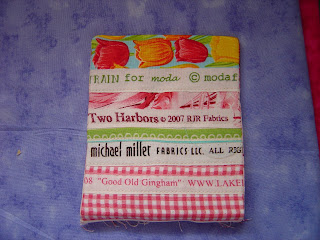 TRAIN for moda © modaf
Two Harbors © 2007 RJR Fabrics
michael miller FABRICS LLC. ALL RIG
08 "Good Old Gingham" WWW.LAKE